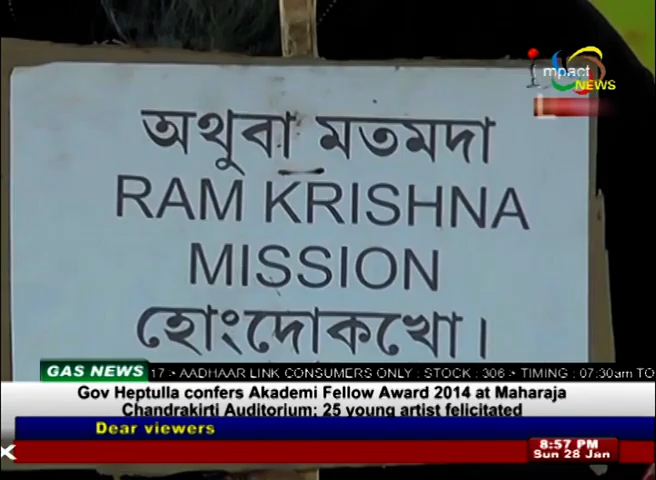 impact
NEWS
অথুবা মতমদা
RAM KRISHNA
MISSION
হোংদোকখো।
GAS NEWS
17 :- AADHAAR LINK CONSUMERS ONLY : STOCK : 306 :- TIMING : 07:30am TO
Gov Heptulla confers Akademi Fellow Award 2014 at Maharaja
Chandrakirti Auditorium; 25 young artist felicitated
Dear viewers
8:57 PM
Sun 28 Jan